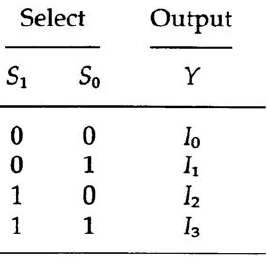 Select Output
S₁ S₀ Y
0 0 I₀
0 1 I₁
1 0 I₂
1 1 I₃